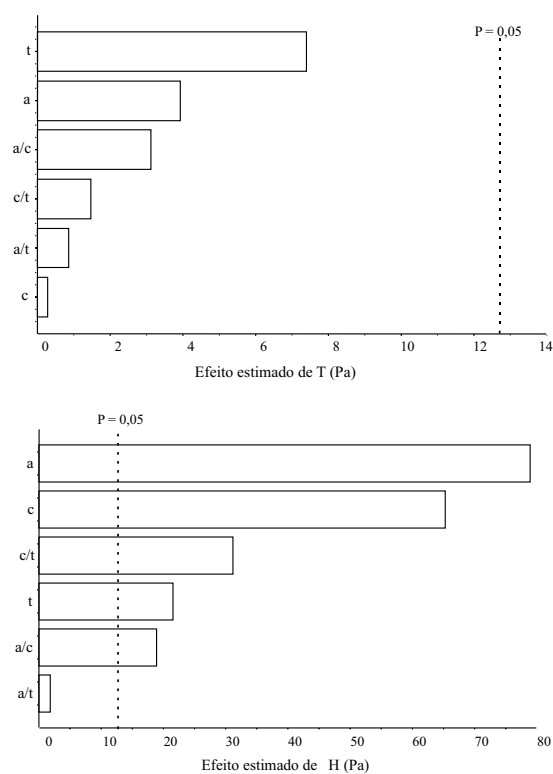 P = 0,05
t
a
a/c
c/t
a/t
c
0 2 4 6 8 10 12 14
Efeito estimado de T (Pa)
P = 0,05
a
c
c/t
t
a/c
a/t
0 10 20 30 40 50 60 70 80
Efeito estimado de H (Pa)